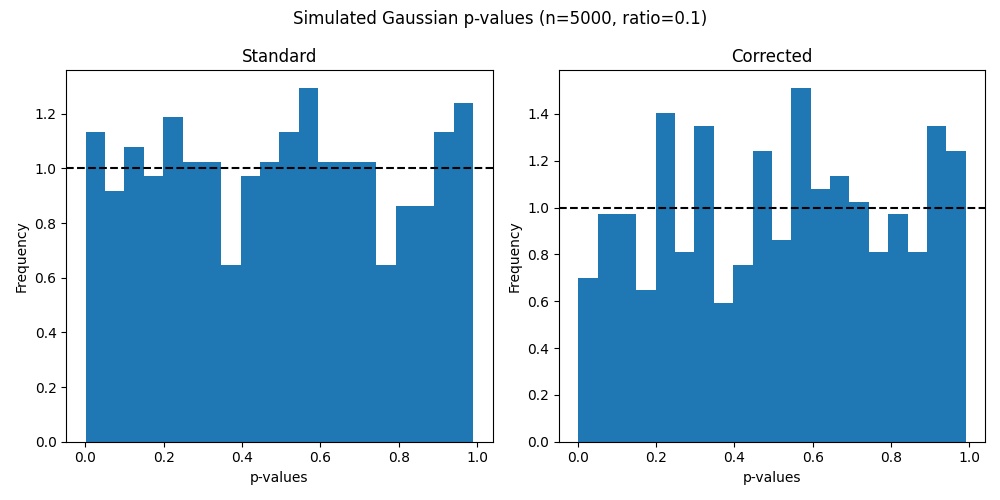 Simulated Gaussian p-values (n=5000, ratio=0.1)
Standard
1.2
1.0
0.8
0.6
0.4
0.2
0.0
Frequency
0.0 0.2 0.4 0.6 0.8 1.0
p-values
Corrected
1.4
1.2
1.0
0.8
0.6
0.4
0.2
0.0
Frequency
0.0 0.2 0.4 0.6 0.8 1.0
p-values